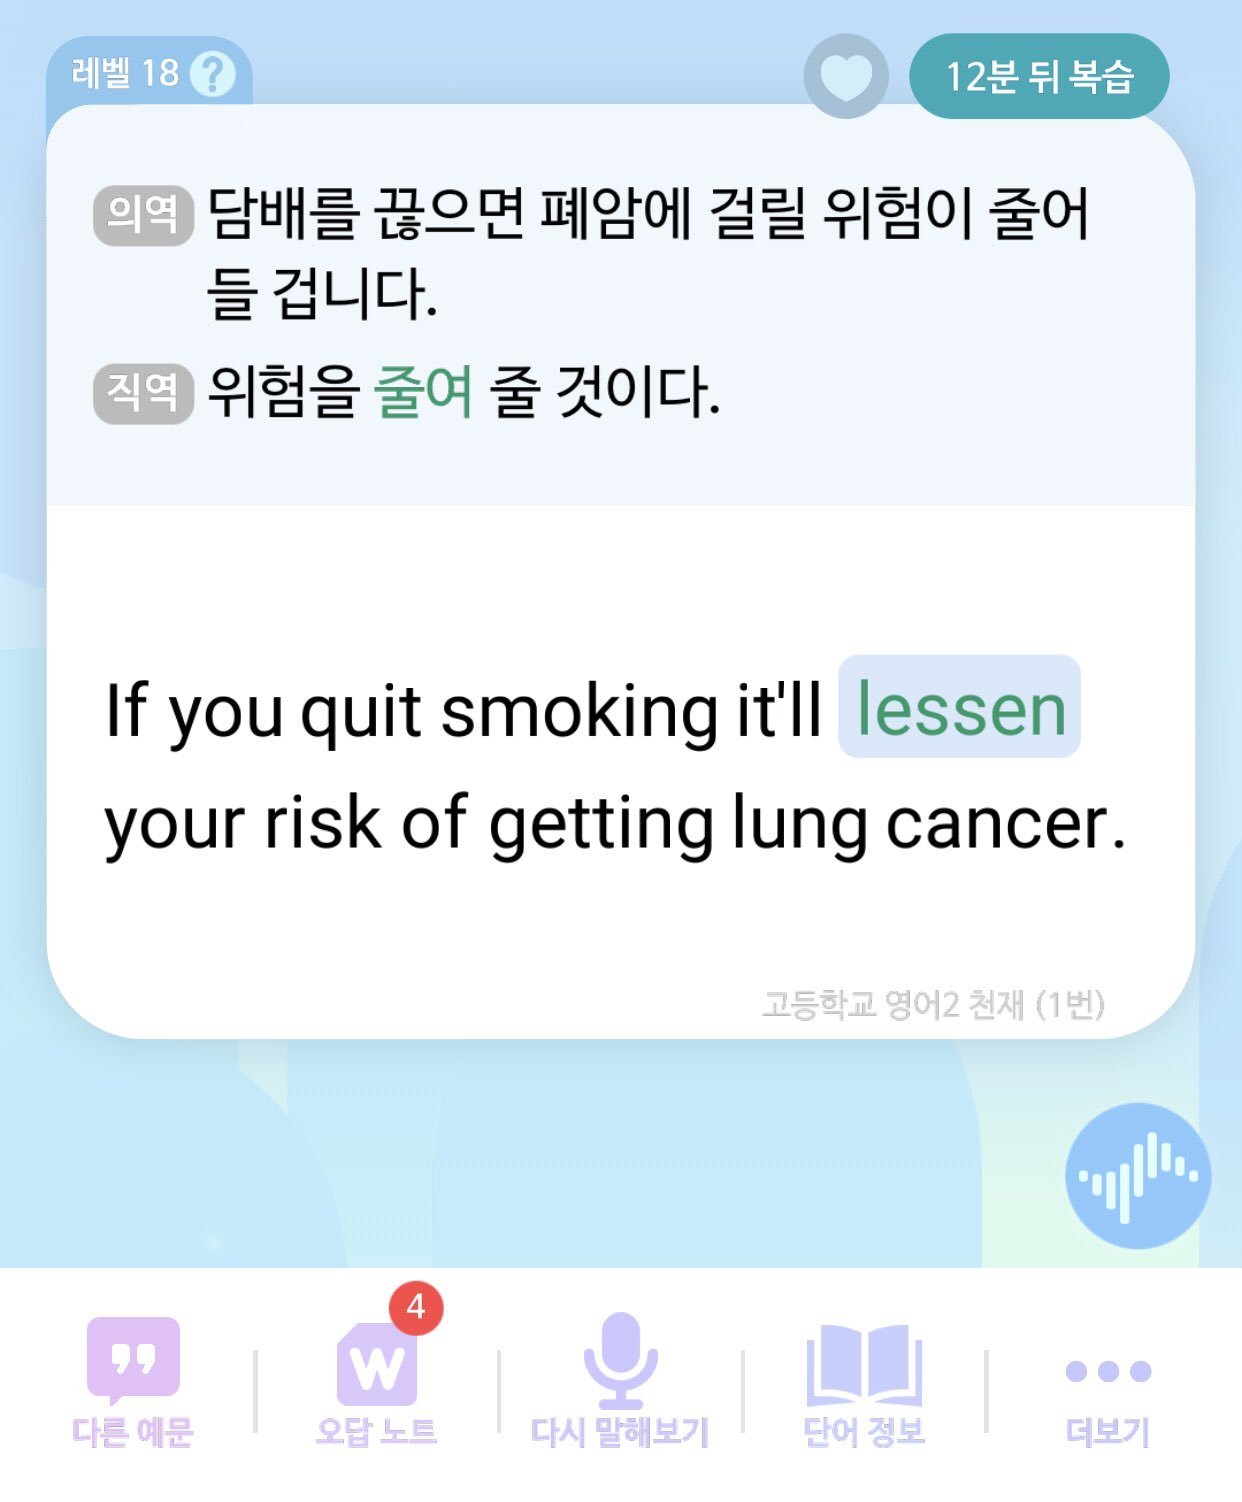 레벨 18 ?
12분 뒤 복습
의역 담배를 끊으면 폐암에 걸릴 위험이 줄어
들 겁니다.
직역 위험을 줄여 줄 것이다.
If you quit smoking it'll lessen
your risk of getting lung cancer.
고등학교 영어2 천재 (1번)
4
W
다른 예문
오답 노트
다시 말해보기
단어 정보
더보기